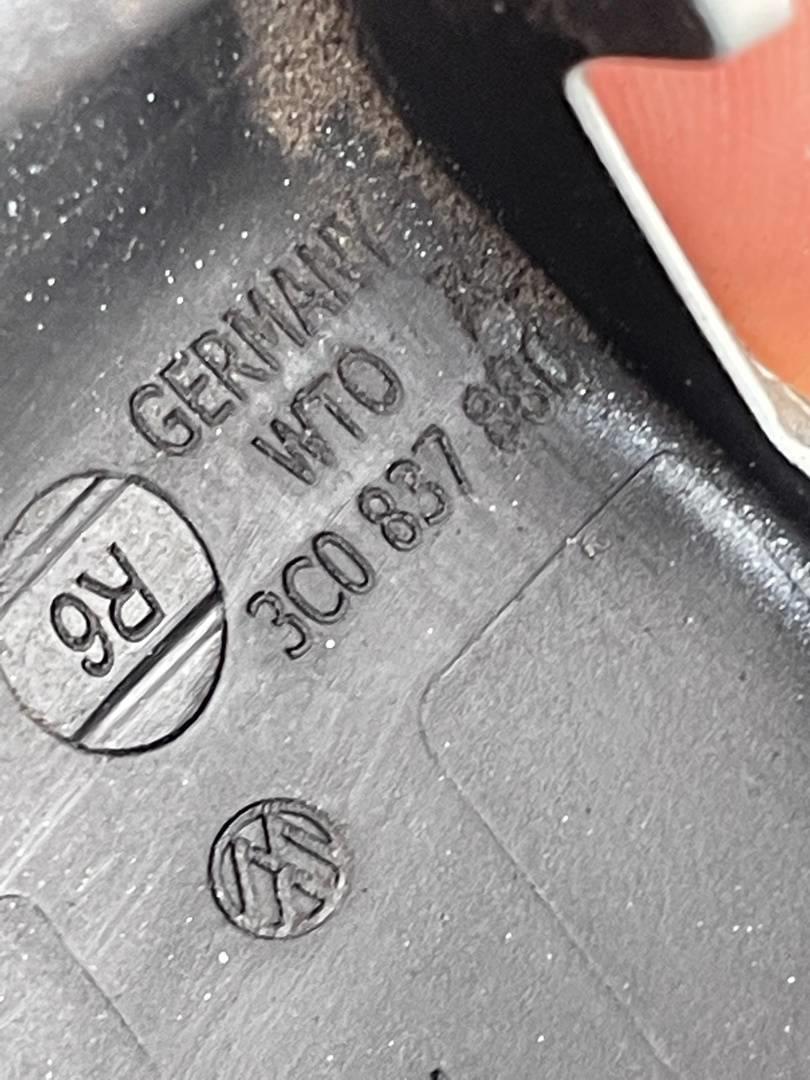 GERMANY
WTO
3C0 837
R6